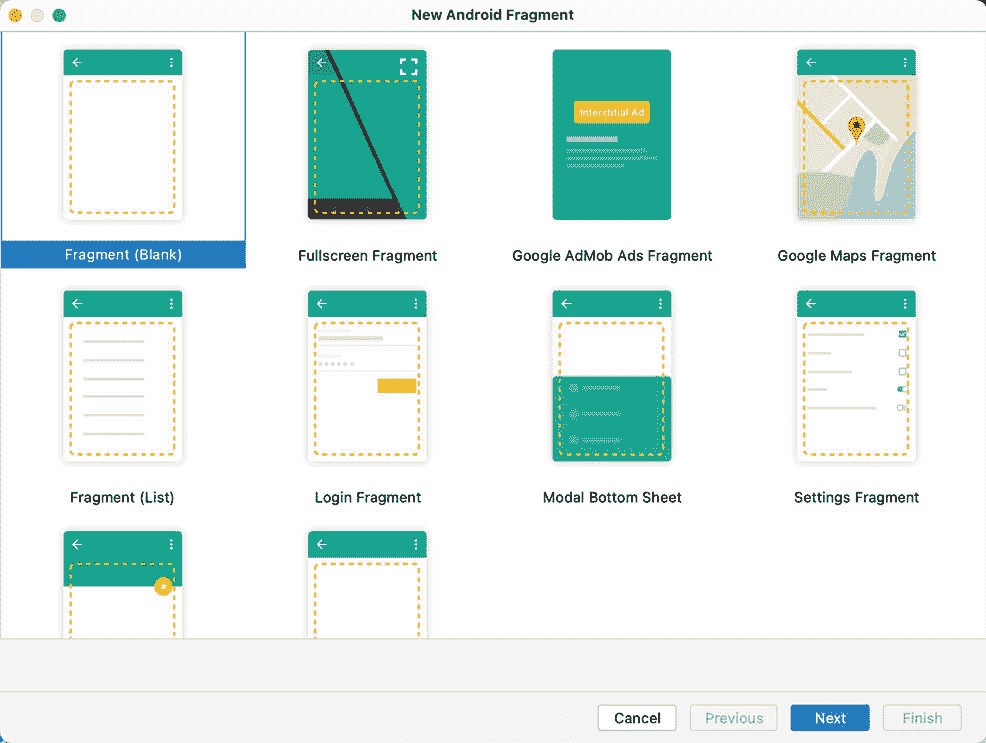 New Android Fragment
Interstitial Ad
Fragment (Blank)
Fullscreen Fragment
Google AdMob Ads Fragment
Google Maps Fragment
Fragment (List)
Login Fragment
Modal Bottom Sheet
Settings Fragment
Cancel
Previous
Next
Finish